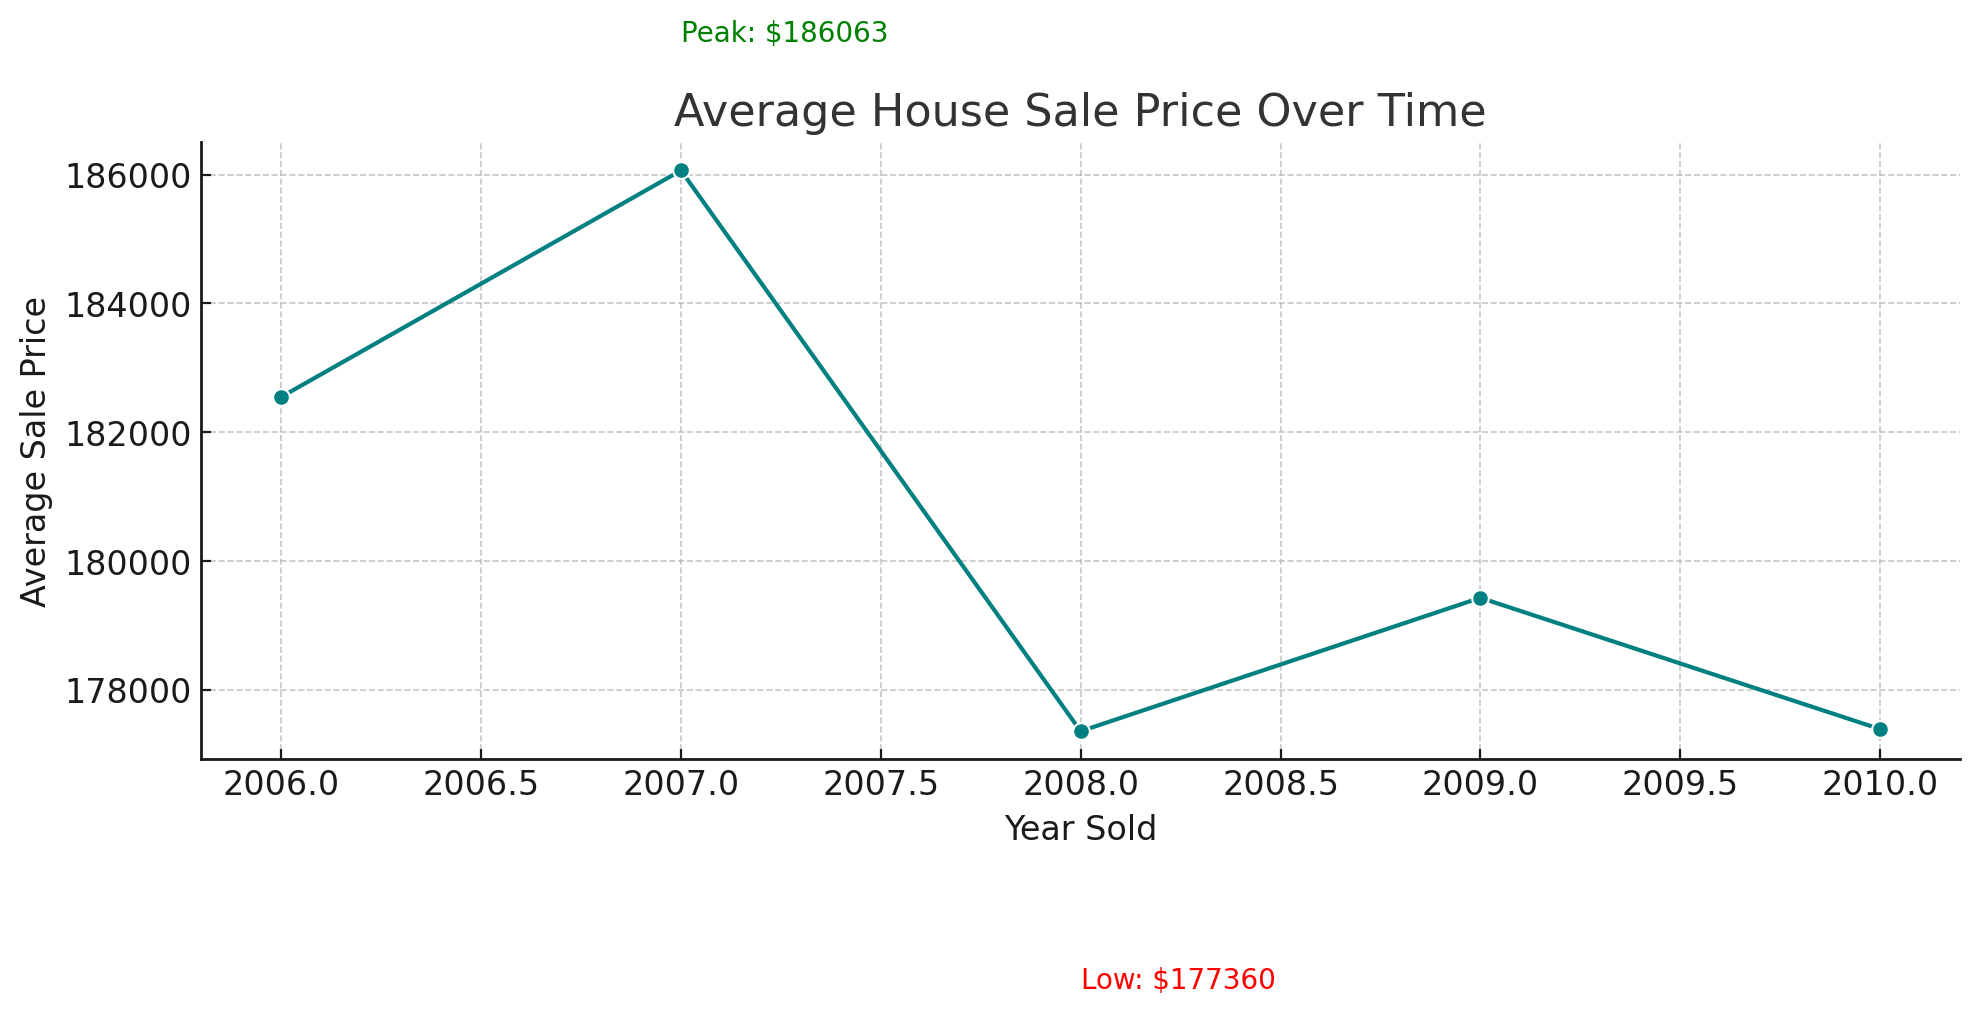 Peak: $186063
Average House Sale Price Over Time
186000
184000
182000
180000
178000
Average Sale Price
2006.0 2006.5 2007.0 2007.5 2008.0 2008.5 2009.0 2009.5 2010.0
Year Sold
Low: $177360